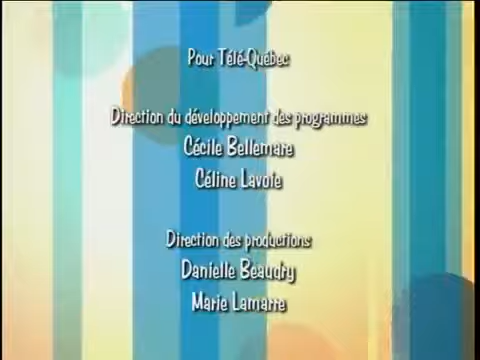 Pour Télé-Québec
Direction du développement des programmes
Cécile Bellemare
Céline Lavoie
Direction des productions
Danielle Beaudry
Marie Lamarre